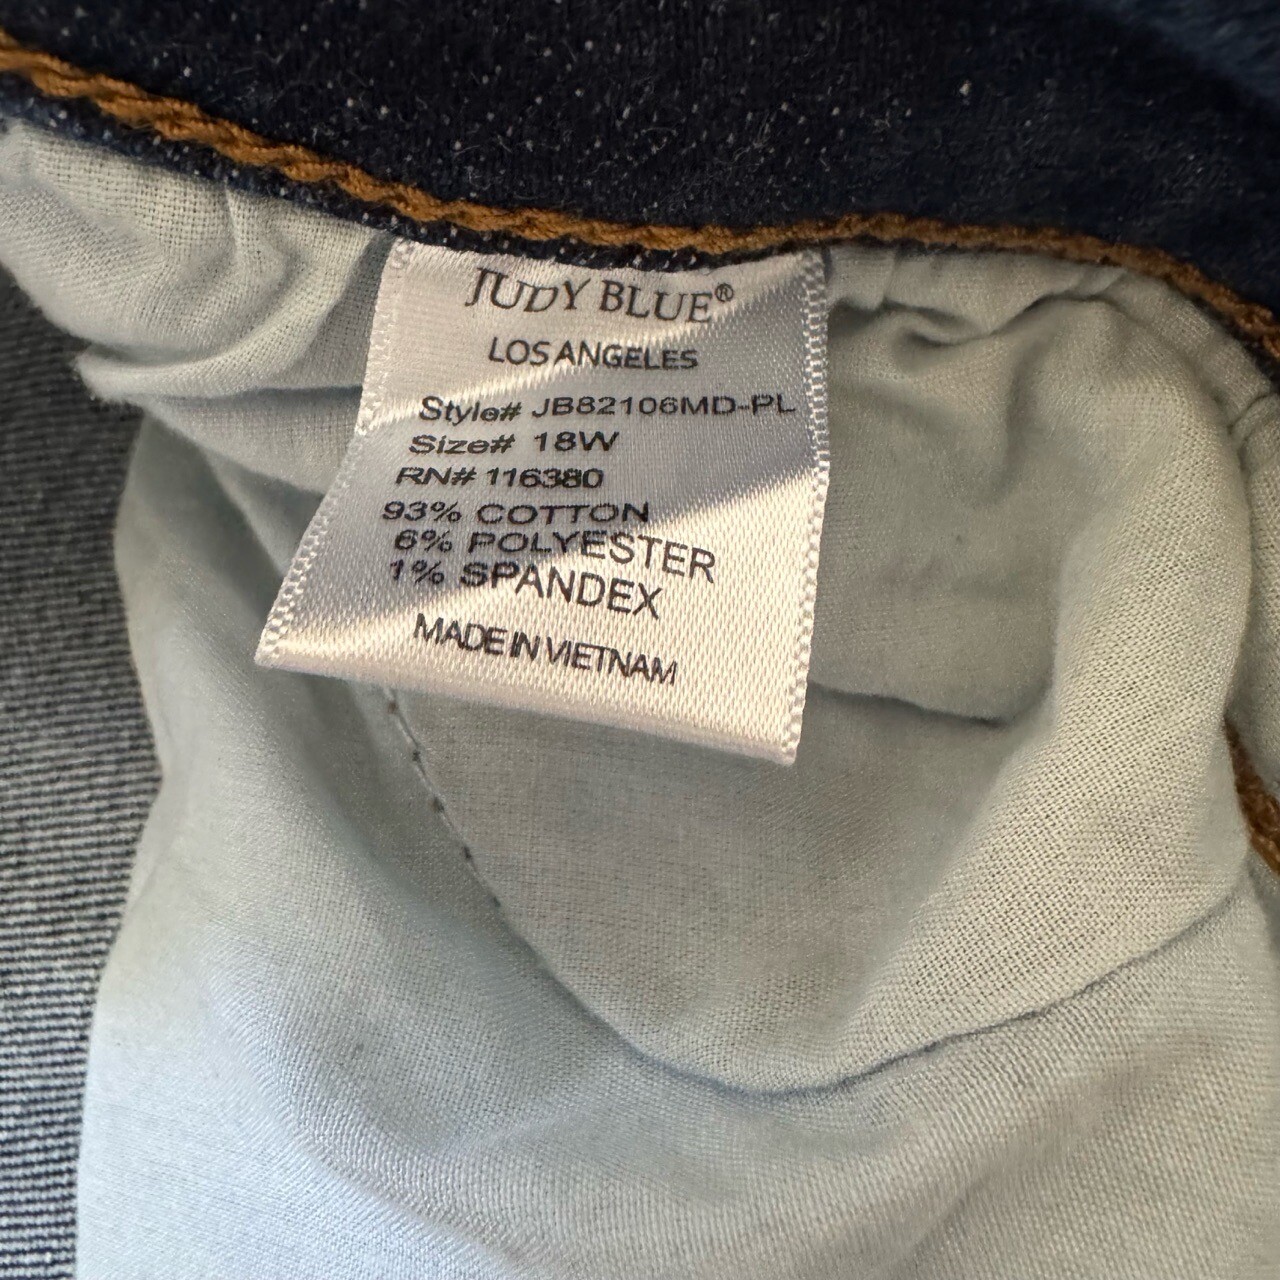 JUDY BLUE®
LOS ANGELES
Style# JB82106MD-PL
Size# 18W
RN# 116380
93% COTTON
6% POLYESTER
1% SPANDEX
MADE IN VIETNAM